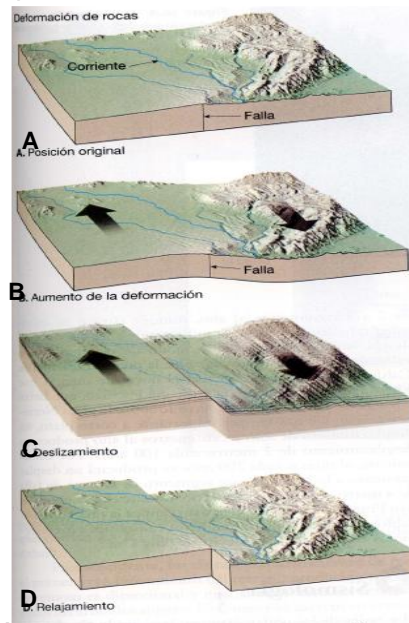 Deformación de rocas
Corriente
Falla
A
A. Posición original
Falla
B
B. Aumento de la deformación
C
C. Deslizamiento
D
D. Relajamiento